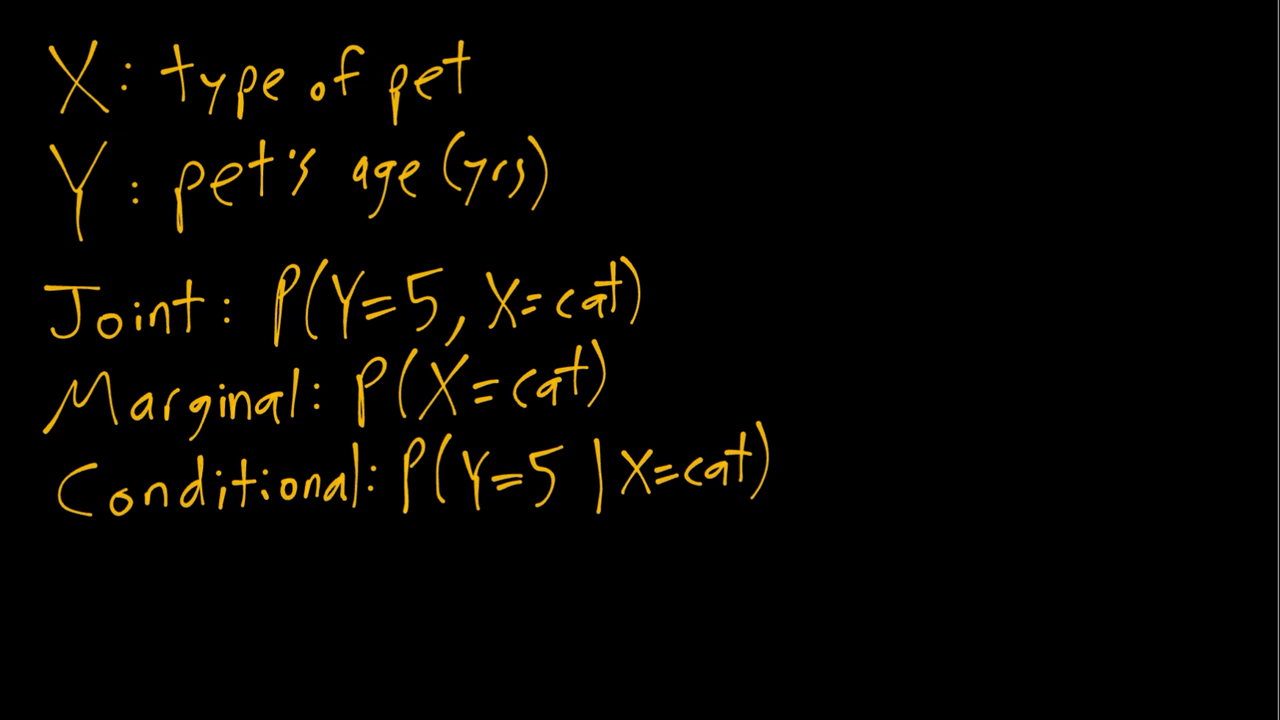 X: type of pet
Y: pet's age (yrs)
Joint: P(Y=5, X=cat)
Marginal: P(X=cat)
Conditional: P(Y=5 | X=cat)